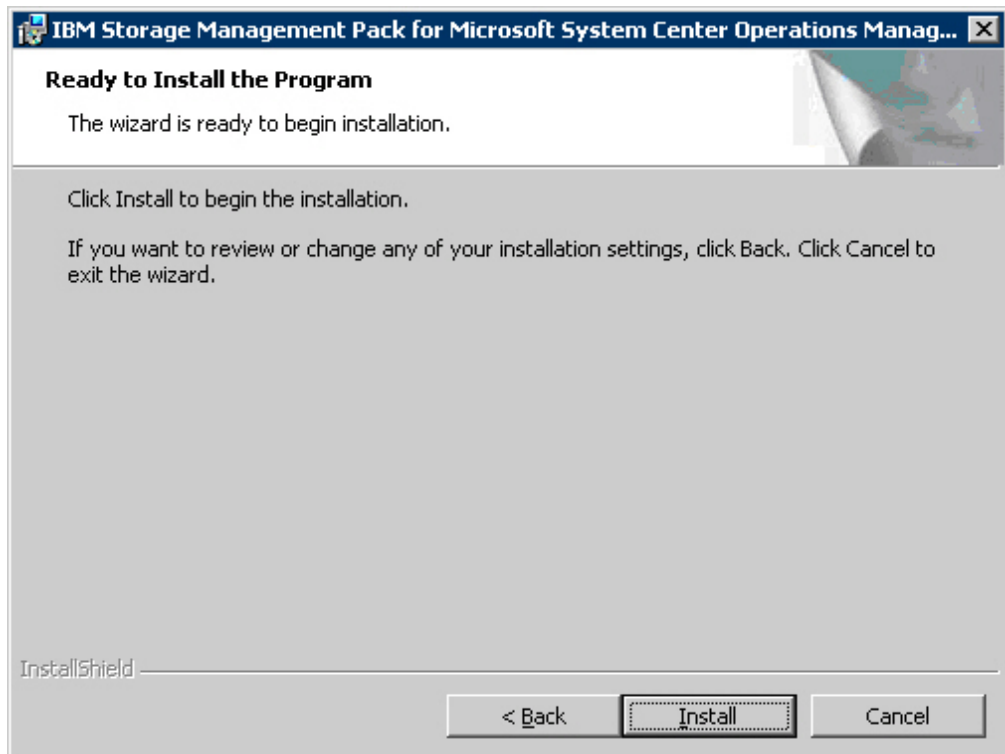 IBM Storage Management Pack for Microsoft System Center Operations Manag...
Ready to Install the Program
The wizard is ready to begin installation.
Click Install to begin the installation.
If you want to review or change any of your installation settings, click Back. Click Cancel to
exit the wizard.
InstallShield
< Back Install Cancel